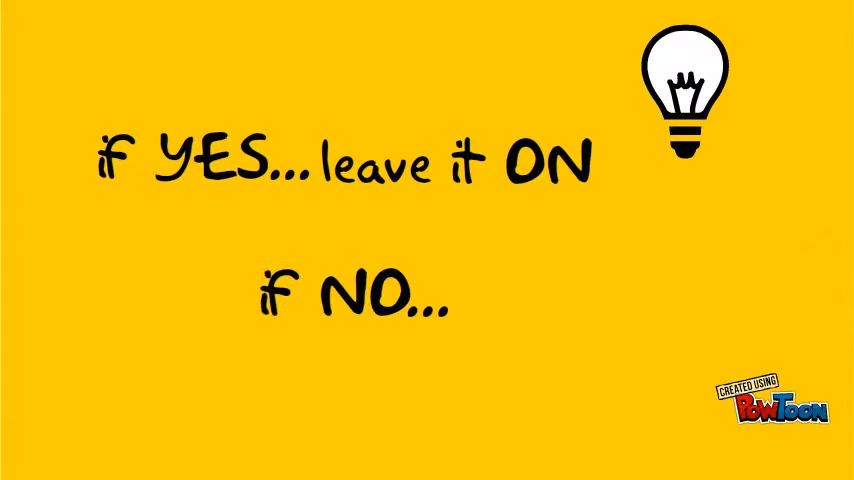 if YES... leave it ON
if NO...
CREATED USING
POWTOON